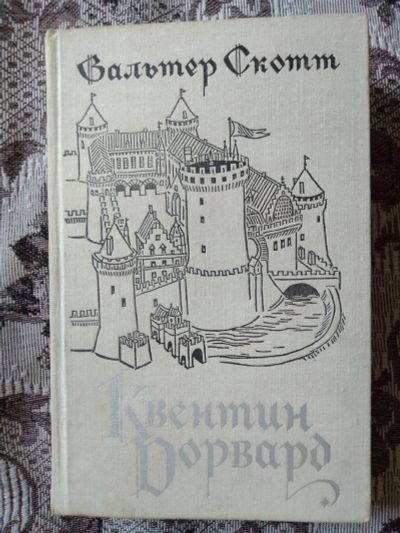 Вальтер Скотт
Квентин
Дорвард